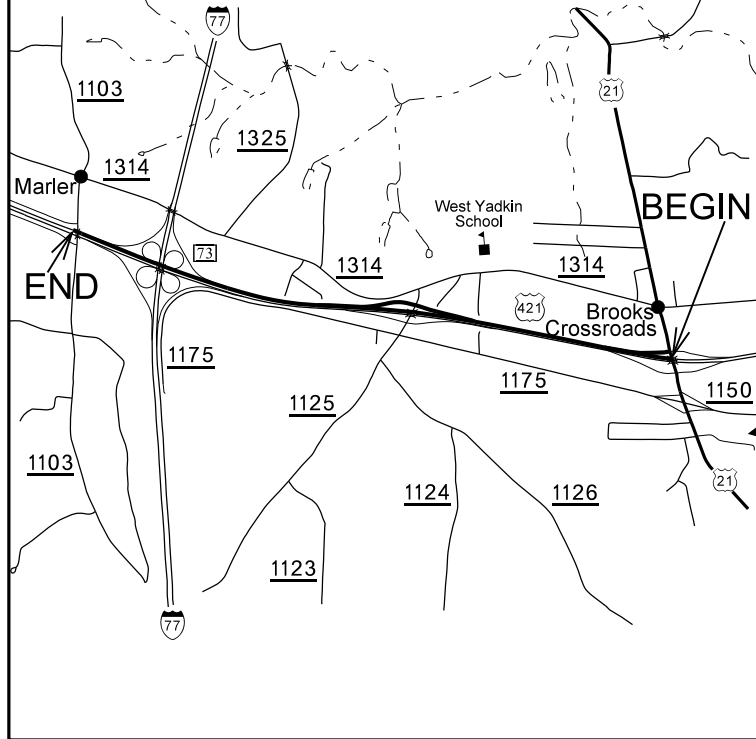 77
1103
21
1325
1314
Marler
West Yadkin
School
BEGIN
73
END
1314
1314
421
Brooks
Crossroads
1175
1175
1150
1125
1103
1124
1126
21
1123
77